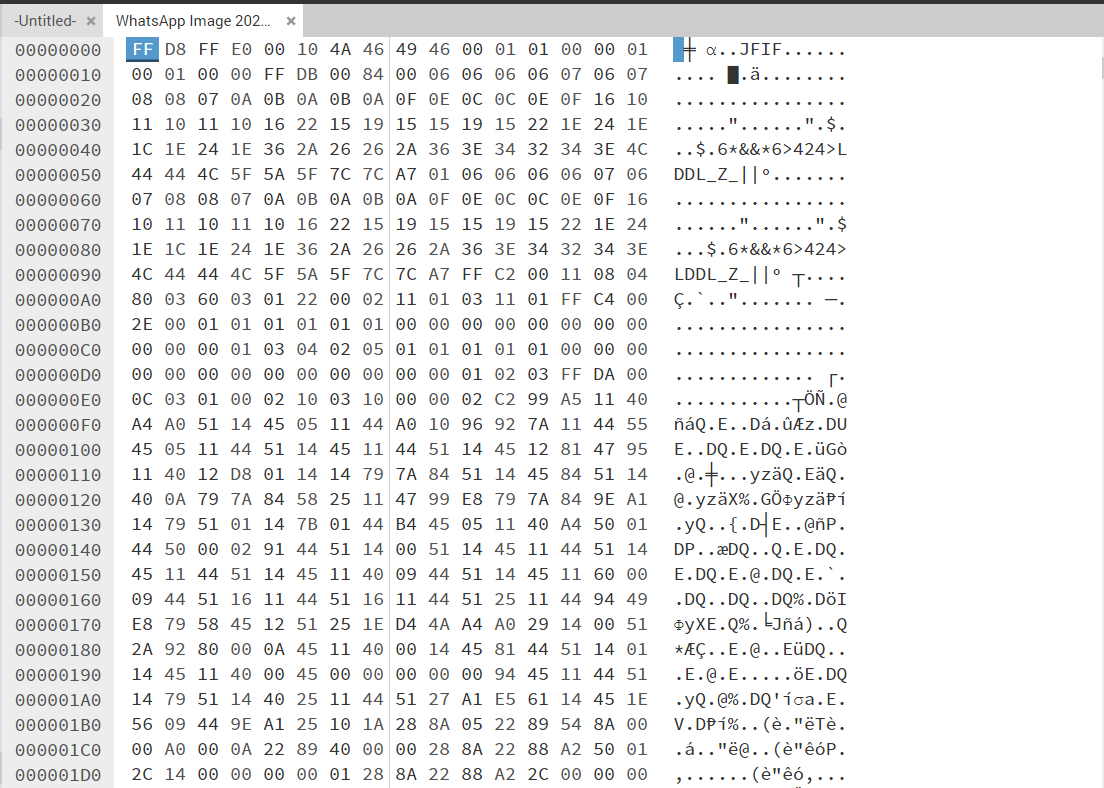 -Untitled- × WhatsApp Image 202... ×
00000000 FF D8 FF E0 00 10 4A 46 49 46 00 01 01 00 00 01 ╪ α..JFIF......
00000010 00 01 00 00 FF DB 00 84 00 06 06 06 06 07 06 07 .... █.ä........
00000020 08 08 07 0A 0B 0A 0B 0A 0F 0E 0C 0C 0E 0F 16 10 ................
00000030 11 10 11 10 16 22 15 19 15 15 19 15 22 1E 24 1E ....."......".$.
00000040 1C 1E 24 1E 36 2A 26 26 2A 36 3E 34 32 34 3E 4C ..$.6*&&*6>424>L
00000050 44 44 4C 5F 5A 5F 7C 7C A7 01 06 06 06 06 07 06 DDL_Z_||º.......
00000060 07 08 08 07 0A 0B 0A 0B 0A 0F 0E 0C 0C 0E 0F 16 ................
00000070 10 11 10 11 10 16 22 15 19 15 15 19 15 22 1E 24 ......"......".$
00000080 1E 1C 1E 24 1E 36 2A 26 26 2A 36 3E 34 32 34 3E ...$.6*&&*6>424>
00000090 4C 44 44 4C 5F 5A 5F 7C 7C A7 FF C2 00 11 08 04 LDDL_Z_||º ┬....
000000A0 80 03 60 03 01 22 00 02 11 01 03 11 01 FF C4 00 Ç.`.."....... ─.
000000B0 2E 00 01 01 01 01 01 01 00 00 00 00 00 00 00 00 ................
000000C0 00 00 00 01 03 04 02 05 01 01 01 01 01 00 00 00 ................
000000D0 00 00 00 00 00 00 00 00 00 00 01 02 03 FF DA 00 ............. ┌.
000000E0 0C 03 01 00 02 10 03 10 00 00 02 C2 99 A5 11 40 ...........┬ÖÑ.@
000000F0 A4 A0 51 14 45 05 11 44 A0 10 96 92 7A 11 44 55 ñáQ.E..Dá.ûÆz.DU
00000100 45 05 11 44 51 14 45 11 44 51 14 45 12 81 47 95 E..DQ.E.DQ.E.üGò
00000110 11 40 12 D8 01 14 14 79 7A 84 51 14 45 84 51 14 .@.╪...yzäQ.EäQ.
00000120 40 0A 79 7A 84 58 25 11 47 99 E8 79 7A 84 9E A1 @.yzäX%.GÖΦyzä₧í
00000130 14 79 51 01 14 7B 01 44 B4 45 05 11 40 A4 50 01 .yQ..{.D┤E..@ñP.
00000140 44 50 00 02 91 44 51 14 00 51 14 45 11 44 51 14 DP..æDQ..Q.E.DQ.
00000150 45 11 44 51 14 45 11 40 09 44 51 14 45 11 60 00 E.DQ.E.@.DQ.E.`.
00000160 09 44 51 16 11 44 51 16 11 44 51 25 11 44 94 49 .DQ..DQ..DQ%.DöI
00000170 E8 79 58 45 12 51 25 1E D4 4A A4 A0 29 14 00 51 ΦyXE.Q%.╘Jñá)..Q
00000180 2A 92 80 00 0A 45 11 40 00 14 45 81 44 51 14 01 *ÆÇ..E.@..EüDQ..
00000190 14 45 11 40 00 45 00 00 00 00 00 94 45 11 44 51 .E.@.E.....öE.DQ
000001A0 14 79 51 14 40 25 11 44 51 27 A1 E5 61 14 45 1E .yQ.@%.DQ'íσa.E.
000001B0 56 09 44 9E A1 25 10 1A 28 8A 05 22 89 54 8A 00 V.D₧í%..(è."ëTè.
000001C0 00 A0 00 0A 22 89 40 00 00 28 8A 22 88 A2 50 01 .á.."ë@..(è"êóP.
000001D0 2C 14 00 00 00 00 01 28 8A 22 88 A2 2C 00 00 00 ,......(è"êó,...